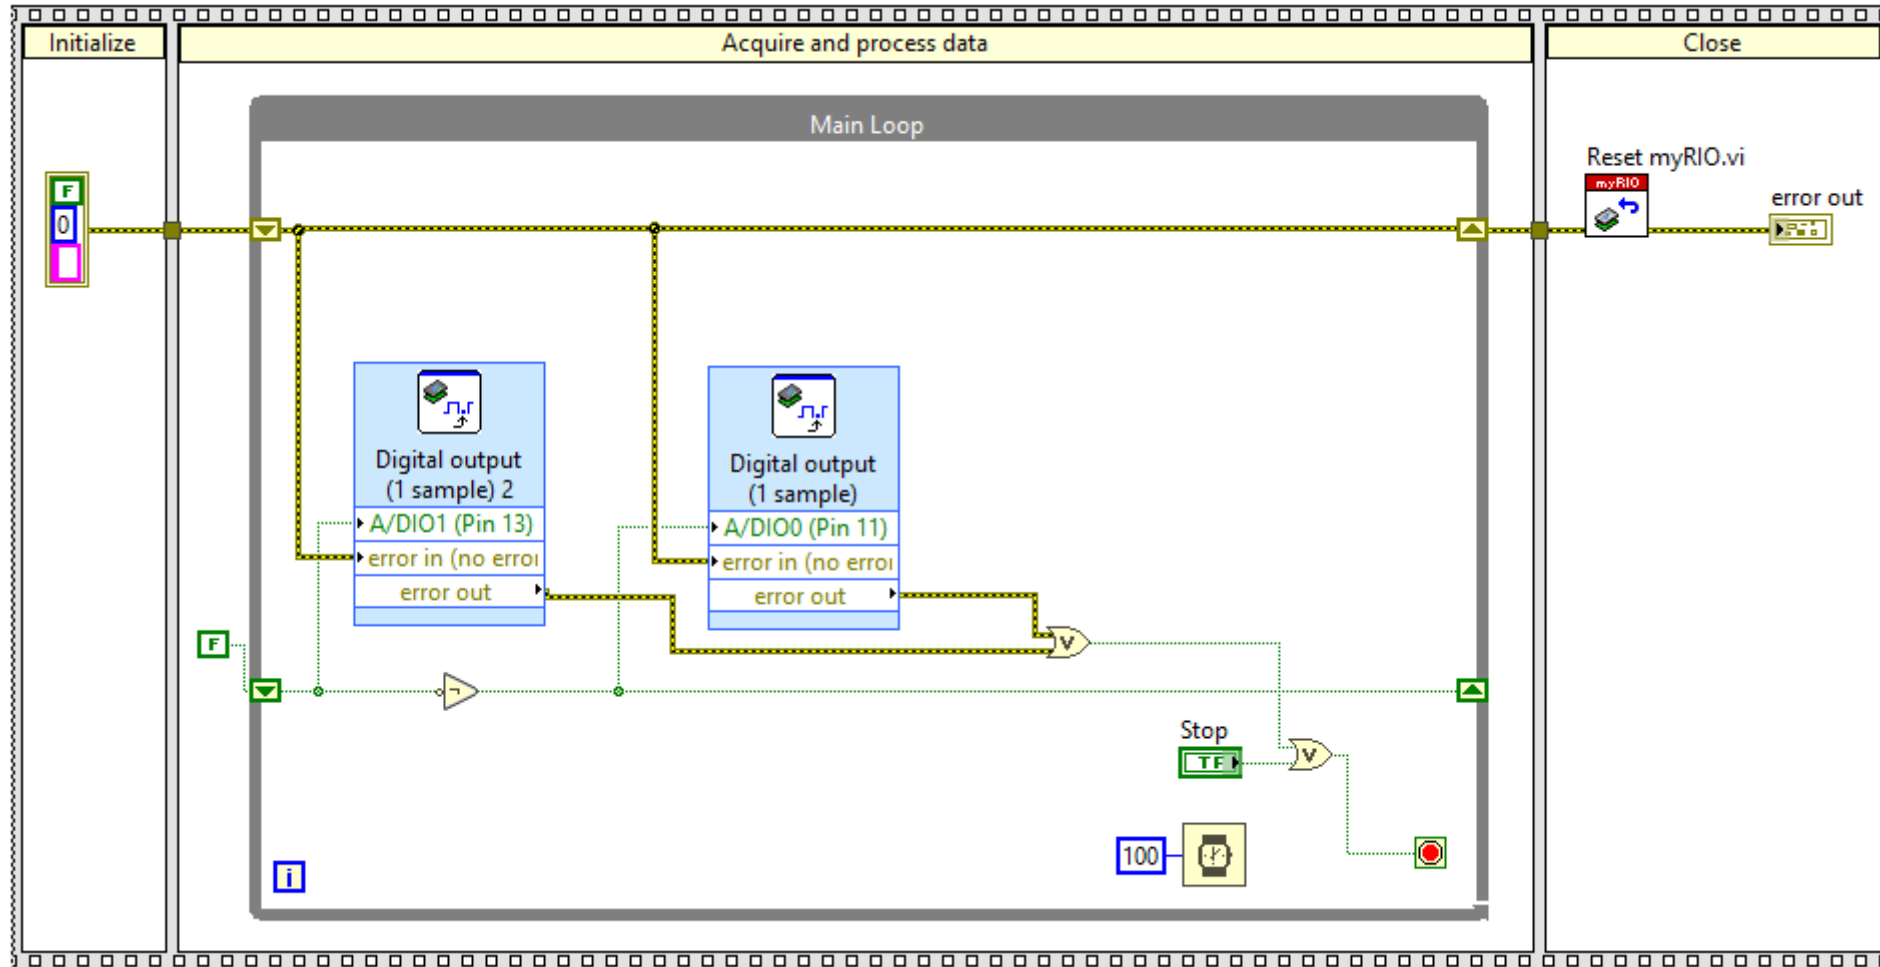 Initialize
Acquire and process data
Close
Main Loop
Reset myRIO.vi
myRIO
error out
F
0
Digital output
(1 sample) 2
A/DIO1 (Pin 13)
error in (no error
error out
Digital output
(1 sample)
A/DIO0 (Pin 11)
error in (no error
error out
F
V
Stop
TF
V
100
i